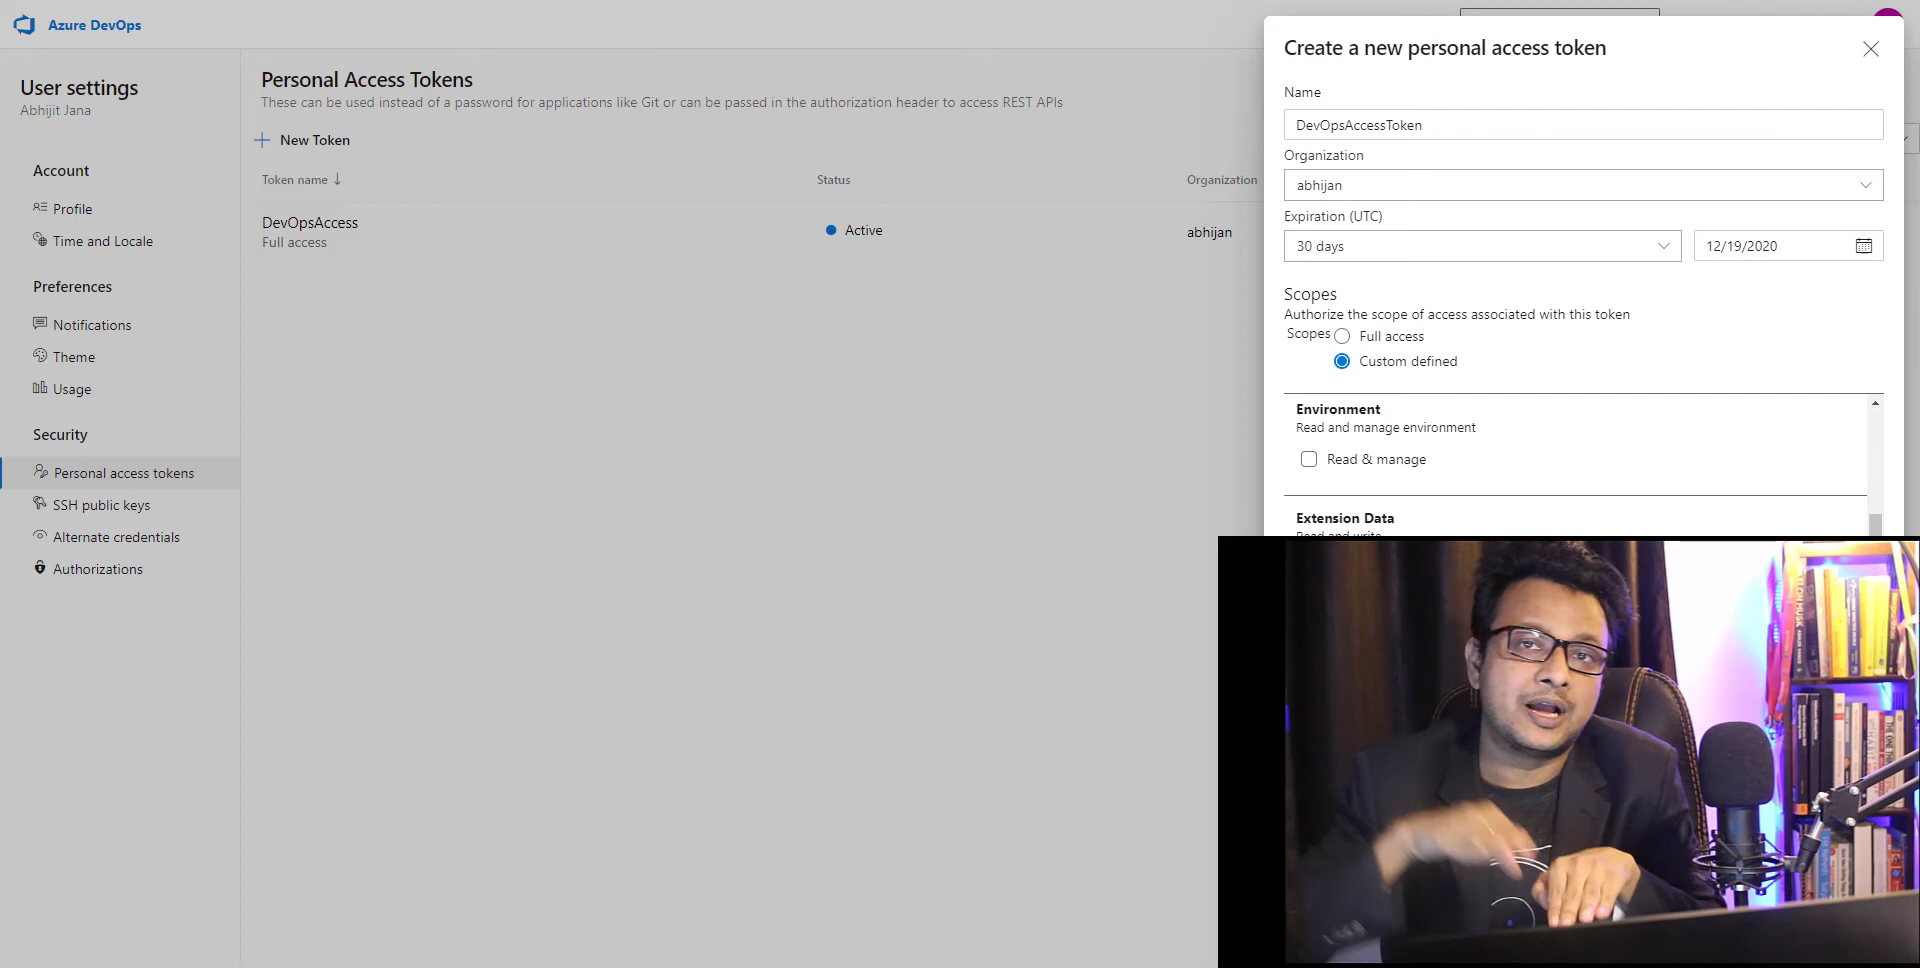 Azure DevOps
User settings
Abhijit Jana
Account
Profile
Time and Locale
Preferences
Notifications
Theme
Usage
Security
Personal access tokens
SSH public keys
Alternate credentials
Authorizations
Personal Access Tokens
These can be used instead of a password for applications like Git or can be passed in the authorization header to access REST APIs
New Token
Token name
Status
Organization
DevOpsAccess
Full access
Active
abhijan
Create a new personal access token
Name
DevOpsAccessToken
Organization
abhijan
Expiration (UTC)
30 days
12/19/2020
Scopes
Authorize the scope of access associated with this token
Scopes
Full access
Custom defined
Environment
Read and manage environment
Read & manage
Extension Data
Read and write
ELON MUSK